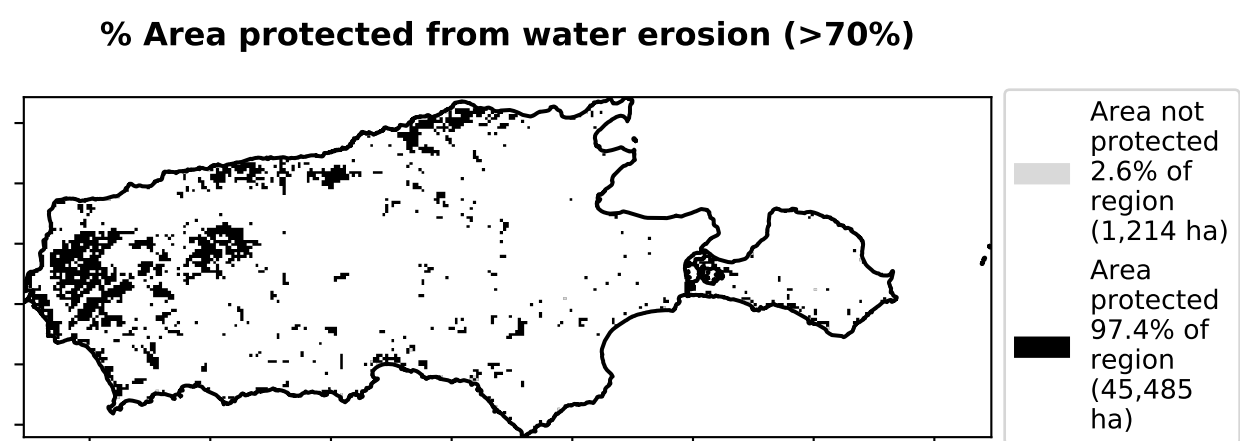 % Area protected from water erosion (>70%)
Area not
protected
2.6% of
region
(1,214 ha)
Area
protected
97.4% of
region
(45,485
ha)